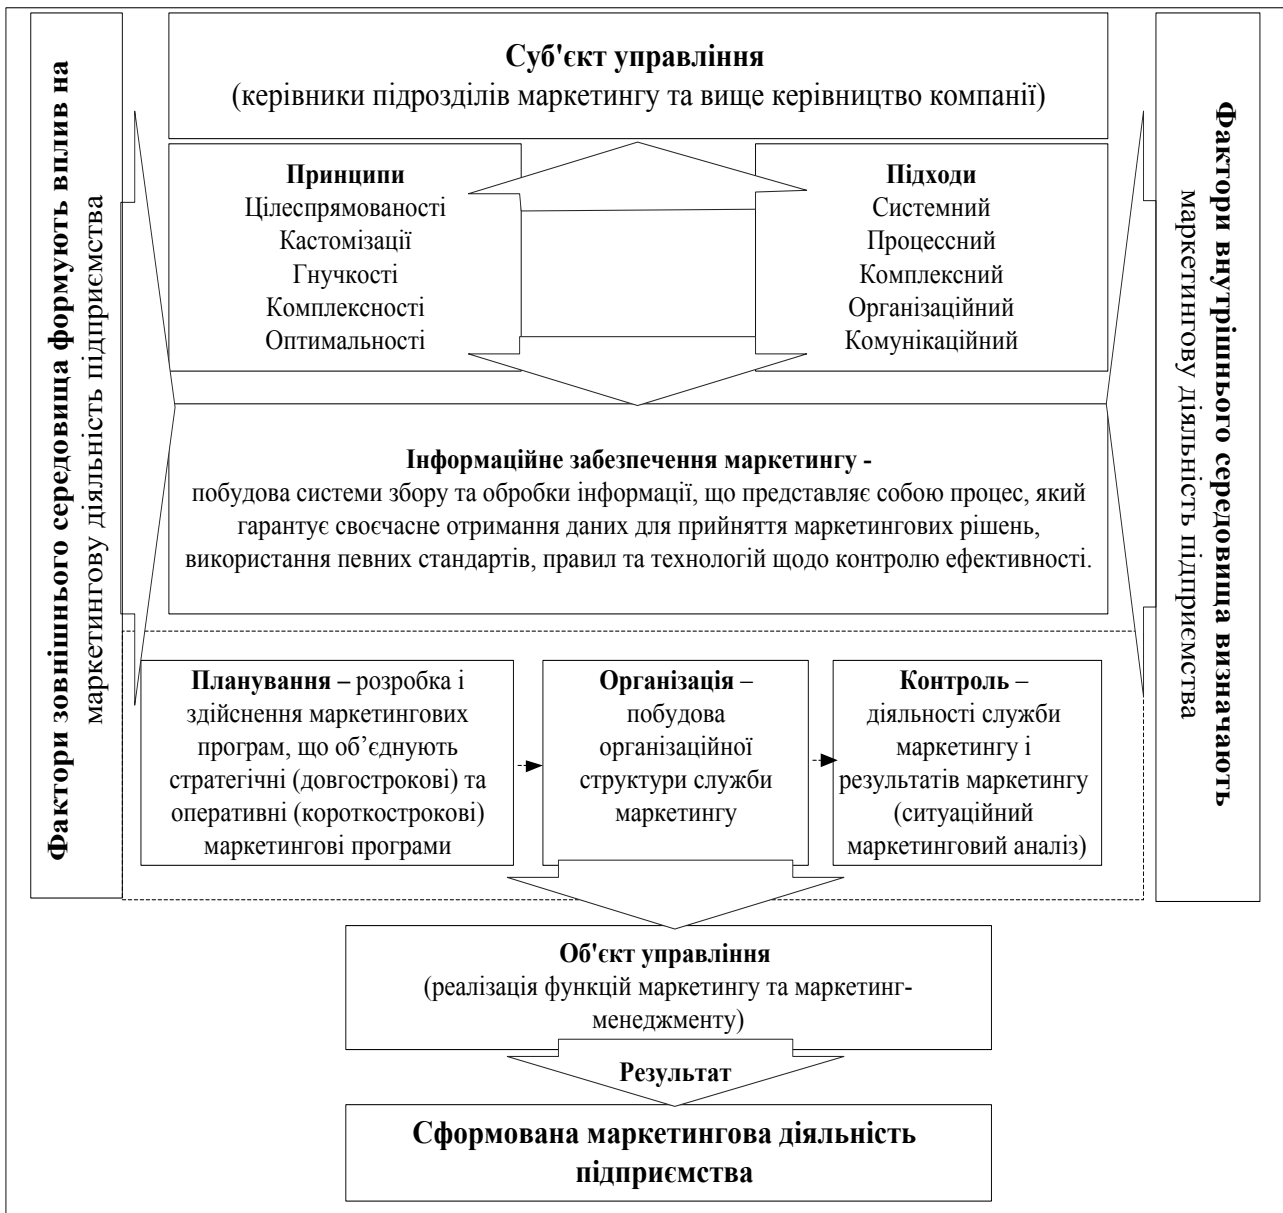 Фактори зовнішнього середовища формують вплив на
маркетингову діяльність підприємства
Суб'єкт управління
(керівники підрозділів маркетингу та вище керівництво компанії)
Принципи
Цілеспрямованості
Кастомізації
Гнучкості
Комплексності
Оптимальності
Підходи
Системний
Процессний
Комплексний
Організаційний
Комунікаційний
Інформаційне забезпечення маркетингу -
побудова системи збору та обробки інформації, що представляє собою процес, який
гарантує своєчасне отримання даних для прийняття маркетингових рішень,
використання певних стандартів, правил та технологій щодо контролю ефективності.
Планування – розробка і
здійснення маркетингових
програм, що об’єднують
стратегічні (довгострокові) та
оперативні (короткострокові)
маркетингові програми
Організація –
побудова
організаційної
структури служби
маркетингу
Контроль –
діяльності служби
маркетингу і
результатів маркетингу
(ситуаційний
маркетинговий аналіз)
Об'єкт управління
(реалізація функцій маркетингу та маркетинг-
менеджменту)
Результат
Сформована маркетингова діяльність
підприємства
Фактори внутрішнього середовища визначають
маркетингову діяльність підприємства